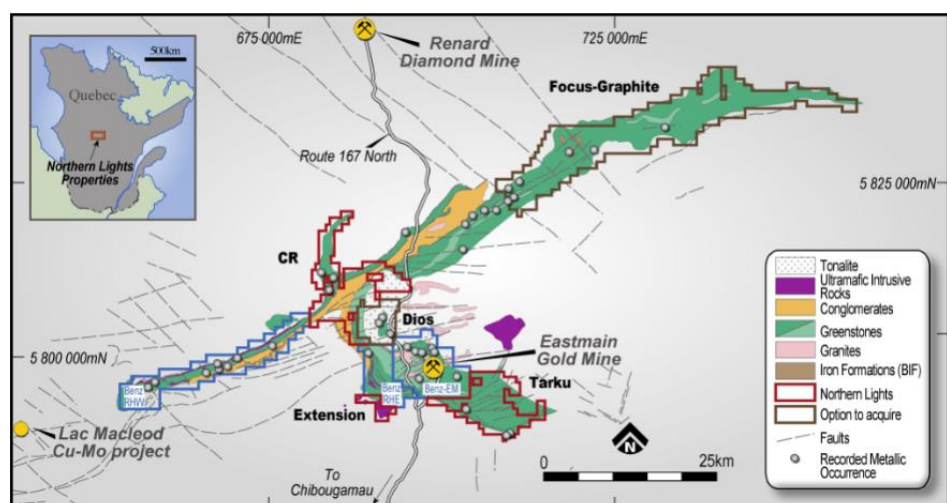 500km
Quebec
Northern Lights
Properties
675 000mE
Renard
Diamond Mine
725 000mE
Focus-Graphite
Route 167 North
5 825 000mN
CR
Dios
Eastmain
Gold Mine
5 800 000mN
Benz
RHW
Benz
RHE
Benz-EM
Tarku
Extension
Lac Macleod
Cu-Mo project
To
Chibougamau
N
0
25km
Tonalite
Ultramafic Intrusive
Rocks
Conglomerates
Greenstones
Granites
Iron Formations (BIF)
Northern Lights
Option to acquire
Faults
Recorded Metallic
Occurrence